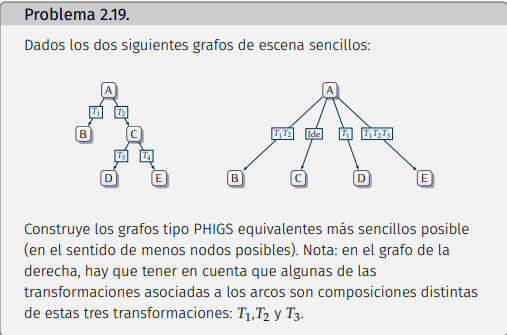 Problema 2.19.
Dados los dos siguientes grafos de escena sencillos:
A A
T₁ T₂ T₁T₂ Ide T₁ T₁T₂T₃
B C
T₃ T₄
D E B C D E
Construye los grafos tipo PHIGS equivalentes más sencillos posible
(en el sentido de menos nodos posibles). Nota: en el grafo de la
derecha, hay que tener en cuenta que algunas de las
transformaciones asociadas a los arcos son composiciones distintas
de estas tres transformaciones: T₁,T₂ y T₃.